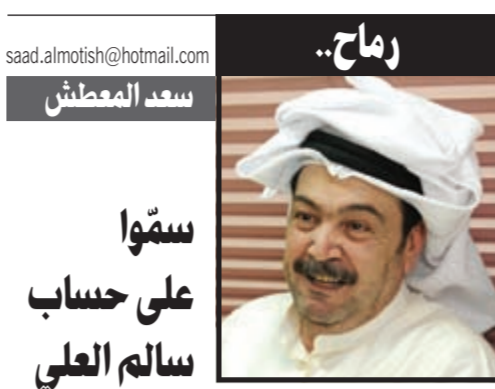 رماح..
saad.almotish@hotmail.com
سعد المعطش
سمّوا
على حساب
سالم العلي